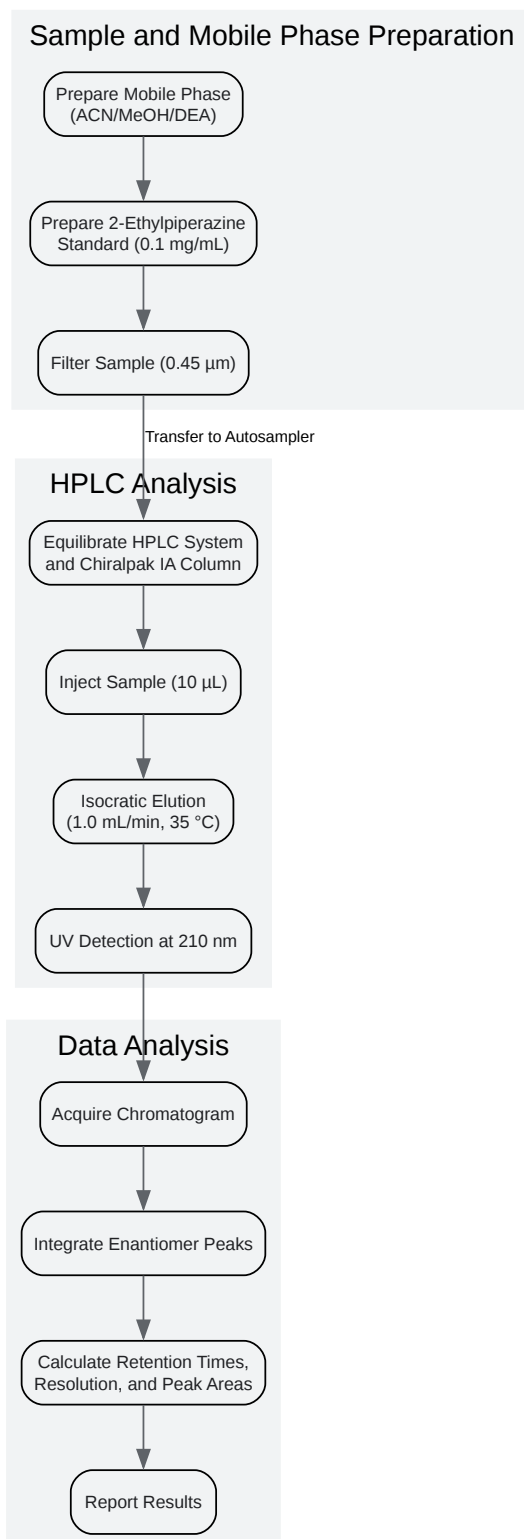 Sample and Mobile Phase Preparation
Prepare Mobile Phase
(ACN/MeOH/DEA)
Prepare 2-Ethylpiperazine
Standard (0.1 mg/mL)
Filter Sample (0.45 µm)
Transfer to Autosampler
HPLC Analysis
Equilibrate HPLC System
and Chiralpak IA Column
Inject Sample (10 µL)
Isocratic Elution
(1.0 mL/min, 35 °C)
UV Detection at 210 nm
Data Analysis
Acquire Chromatogram
Integrate Enantiomer Peaks
Calculate Retention Times,
Resolution, and Peak Areas
Report Results